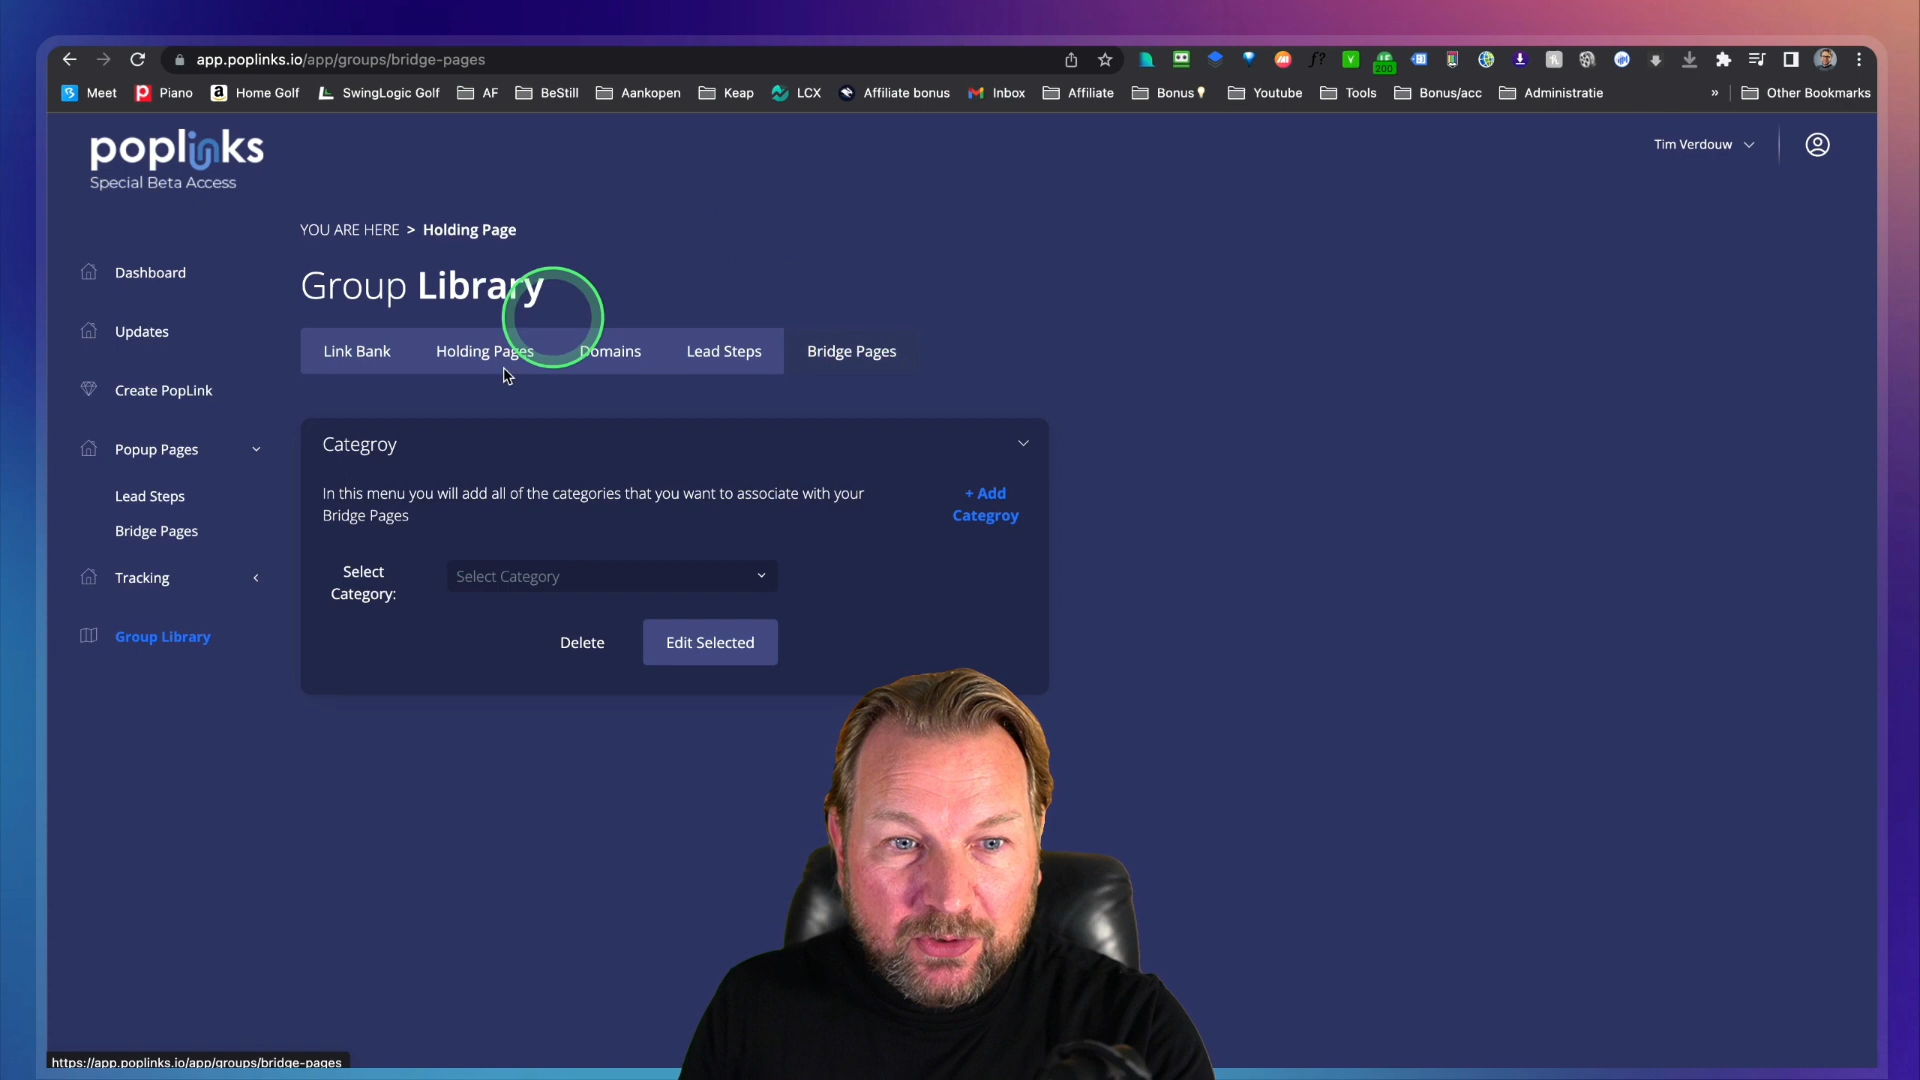 app.poplinks.io/app/groups/bridge-pages
200
Meet Piano Home Golf SwingLogic Golf AF BeStill Aankopen Keap LCX Affiliate bonus Inbox Affiliate Bonus Youtube Tools Bonus/acc Administratie » Other Bookmarks
poplinks
Special Beta Access
Tim Verdouw
YOU ARE HERE > Holding Page
Group Library
Dashboard
Updates
Create PopLink
Popup Pages
Lead Steps
Bridge Pages
Tracking
Group Library
Link Bank Holding Pages Domains Lead Steps Bridge Pages
Categroy
In this menu you will add all of the categories that you want to associate with your
Bridge Pages
+ Add
Categroy
Select
Category:
Select Category
Delete Edit Selected
https://app.poplinks.io/app/groups/bridge-pages